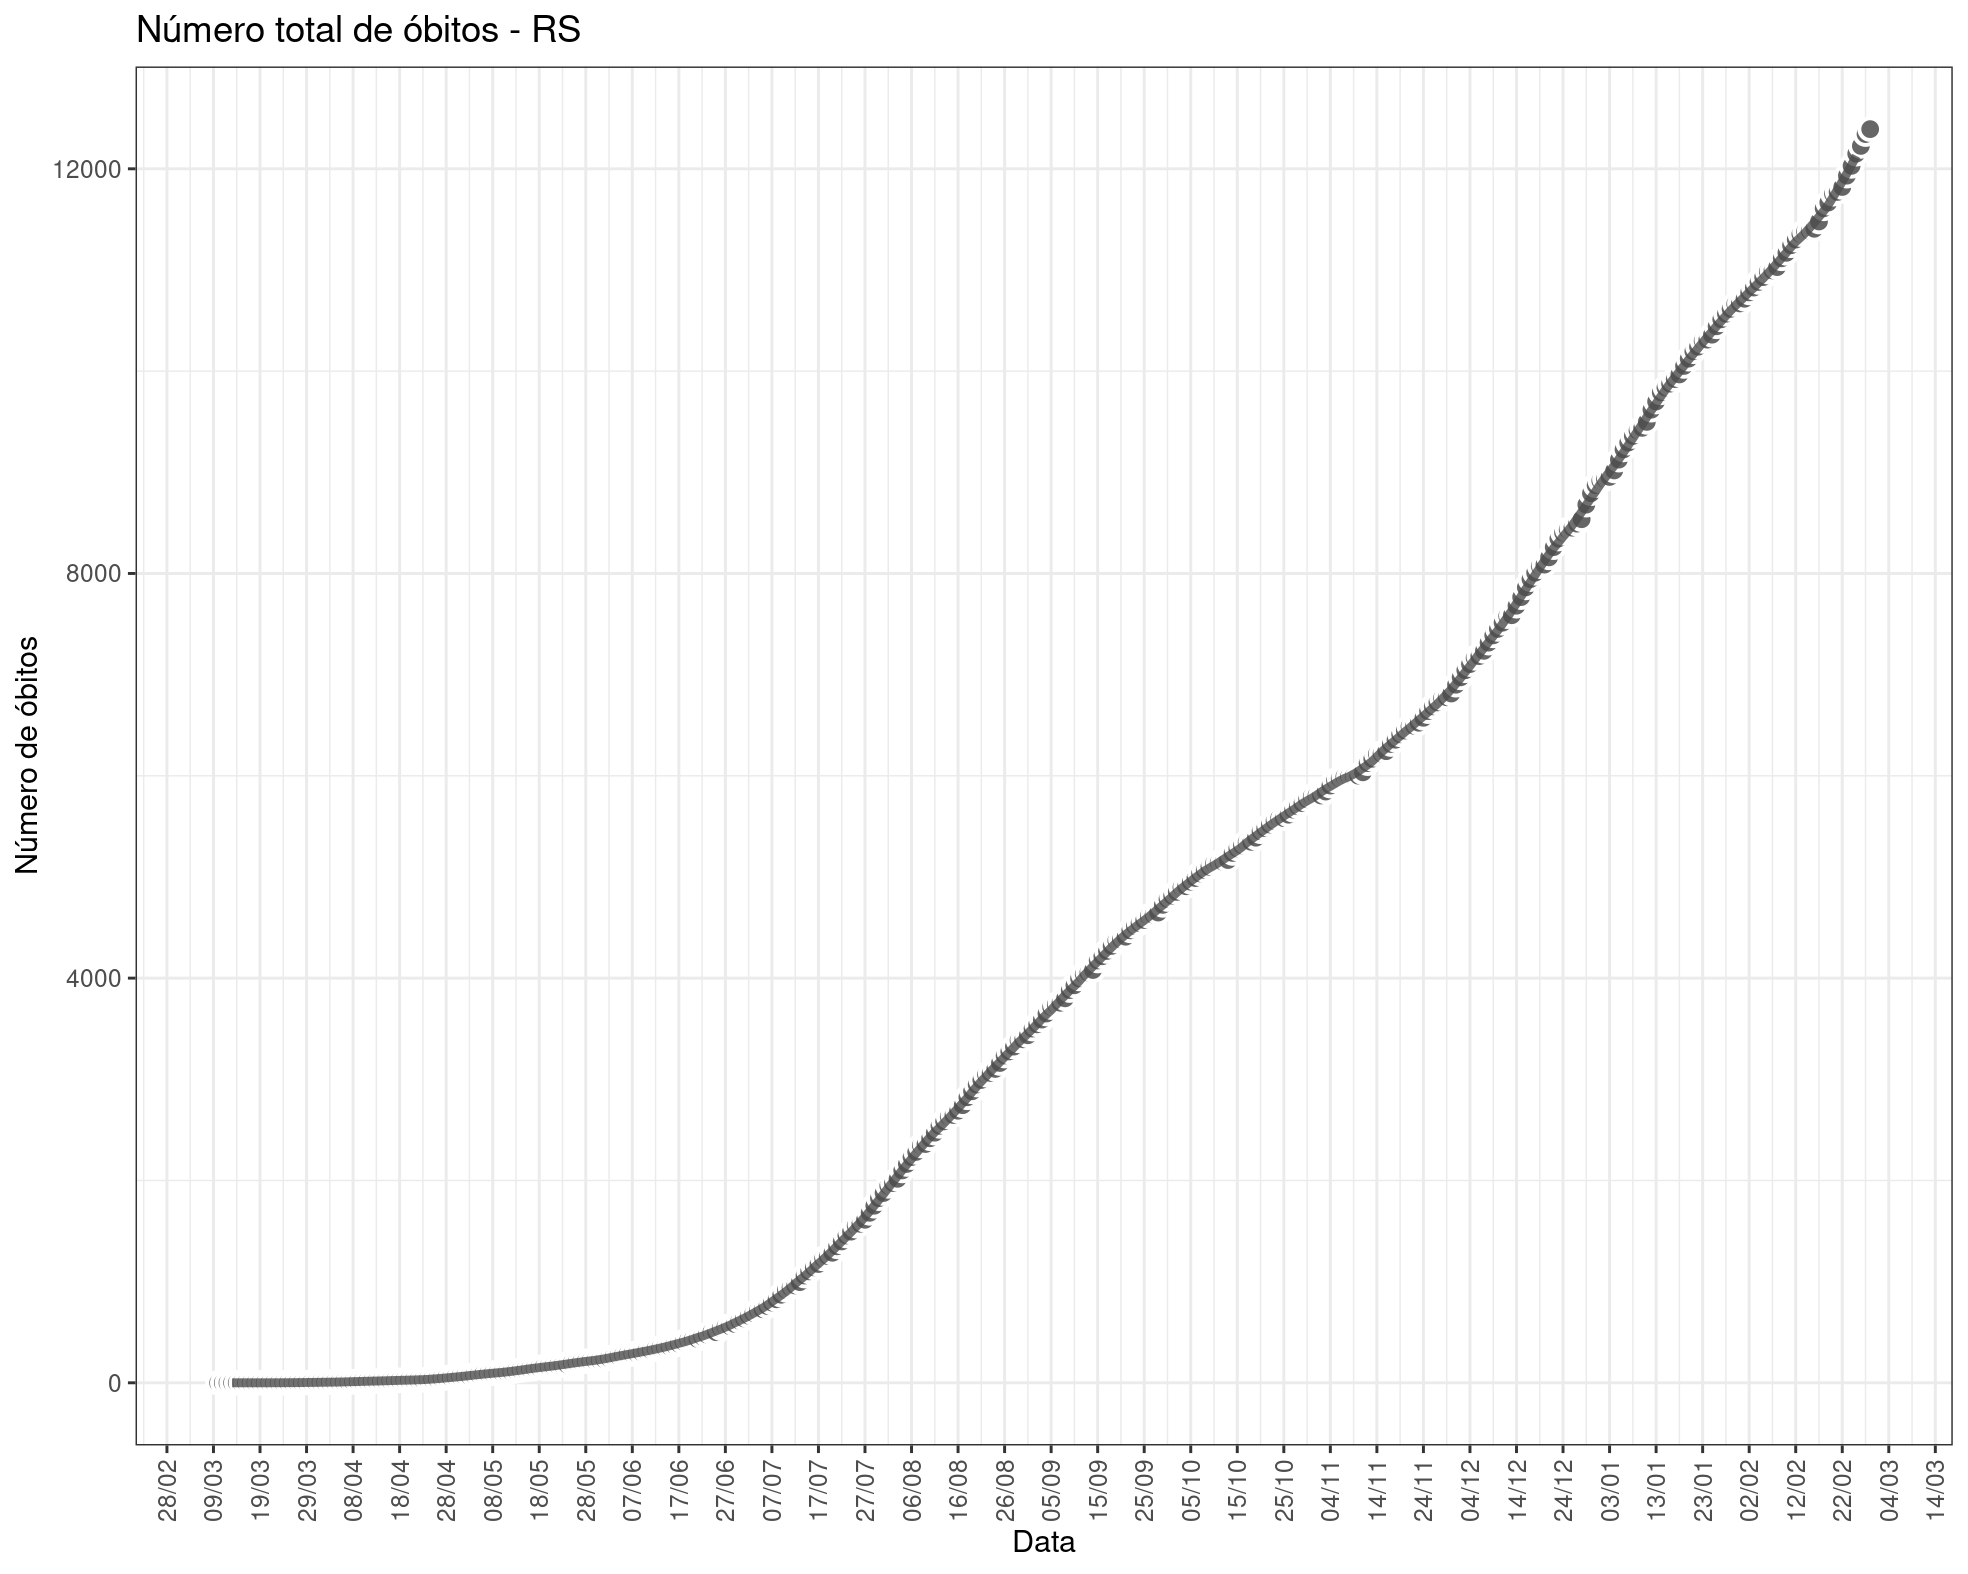 Número total de óbitos - RS
12000
8000
4000
0
Número de óbitos
28/02 09/03 19/03 29/03 08/04 18/04 28/04 08/05 18/05 28/05 07/06 17/06 27/06 07/07 17/07 27/07 06/08 16/08 26/08 05/09 15/09 25/09 05/10 15/10 25/10 04/11 14/11 24/11 04/12 14/12 24/12 03/01 13/01 23/01 02/02 12/02 22/02 04/03 14/03
Data